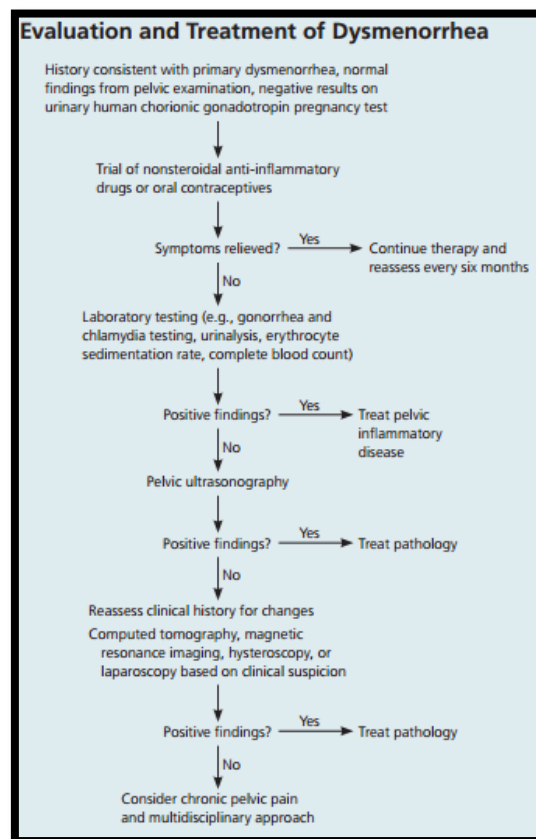 Evaluation and Treatment of Dysmenorrhea
History consistent with primary dysmenorrhea, normal
findings from pelvic examination, negative results on
urinary human chorionic gonadotropin pregnancy test
Trial of nonsteroidal anti-inflammatory
drugs or oral contraceptives
Symptoms relieved?
Yes
Continue therapy and
reassess every six months
No
Laboratory testing (e.g., gonorrhea and
chlamydia testing, urinalysis, erythrocyte
sedimentation rate, complete blood count)
Positive findings?
Yes
Treat pelvic
inflammatory
disease
No
Pelvic ultrasonography
Positive findings?
Yes
Treat pathology
No
Reassess clinical history for changes
Computed tomography, magnetic
resonance imaging, hysteroscopy, or
laparoscopy based on clinical suspicion
Positive findings?
Yes
Treat pathology
No
Consider chronic pelvic pain
and multidisciplinary approach